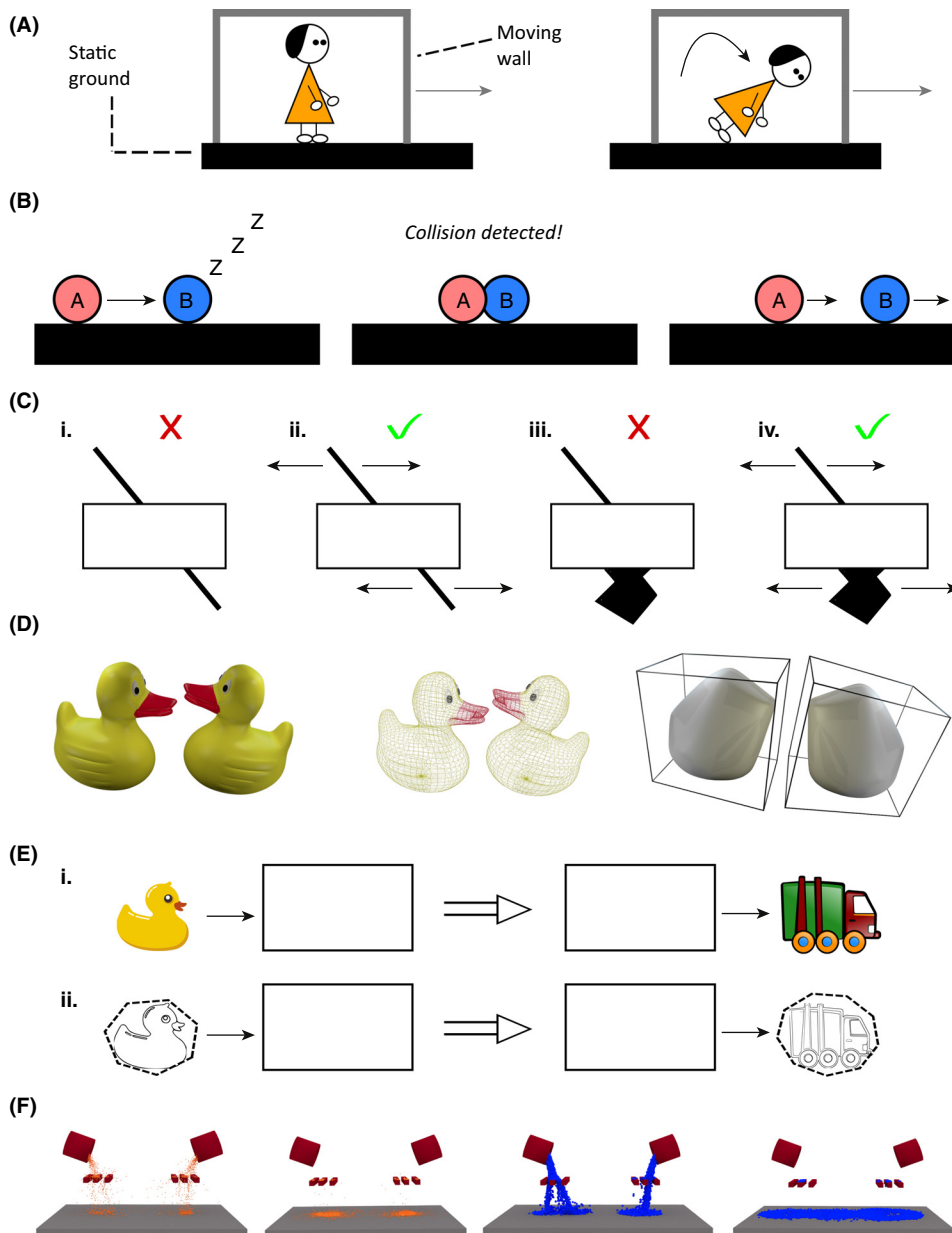 (A)
Static
ground
Moving
wall
(B)
Z
Z
Z
Collision detected!
A
B
A
B
A
B
(C)
i.
ii.
iii.
iv.
(D)
(E)
i.
ii.
(F)